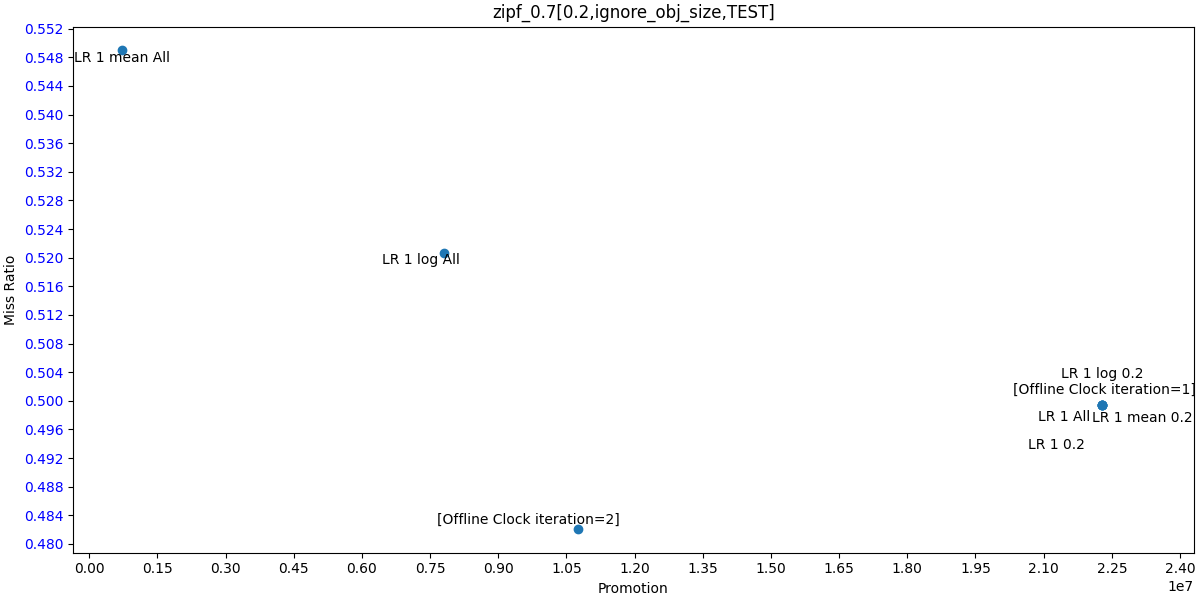 zipf_0.7[0.2,ignore_obj_size,TEST]
0.552
0.548
0.544
0.540
0.536
0.532
0.528
0.524
0.520
0.516
0.512
0.508
0.504
0.500
0.496
0.492
0.488
0.484
0.480
Miss Ratio
LR 1 mean All
LR 1 log All
LR 1 log 0.2
[Offline Clock iteration=1]
LR 1 All
LR 1 mean 0.2
LR 1 0.2
[Offline Clock iteration=2]
0.00 0.15 0.30 0.45 0.60 0.75 0.90 1.05 1.20 1.35 1.50 1.65 1.80 1.95 2.10 2.25 2.40
1e7
Promotion